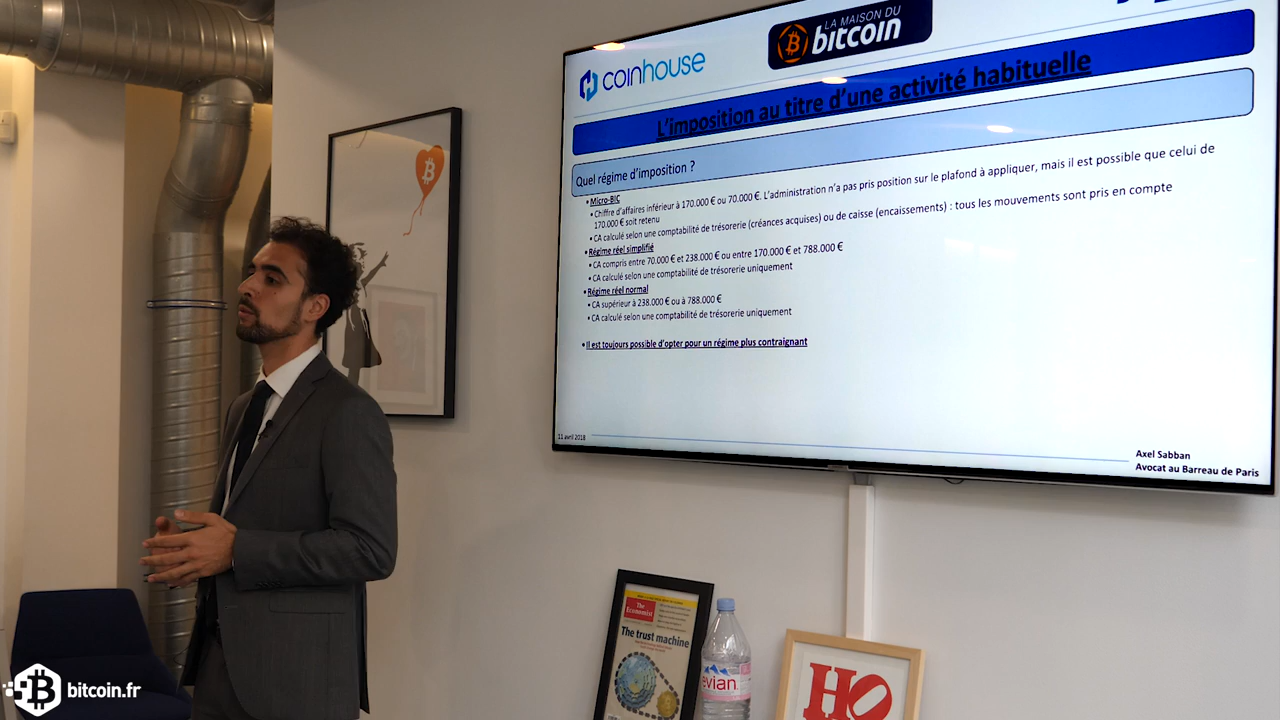 coinhouse
LA MAISON DU
bitcoin
L'imposition au titre d'une activité habituelle
Quel régime d'imposition ?
• Micro-BIC
• Chiffre d'affaires inférieur à 170.000 € ou 70.000 €. L'administration n'a pas pris position sur le plafond à appliquer, mais il est possible que celui de
170.000 € soit retenu
• CA calculé selon une comptabilité de trésorerie (créances acquises) ou de caisse (encaissements) : tous les mouvements sont pris en compte
• Régime réel simplifié
• CA compris entre 70.000 € et 238.000 € ou entre 170.000 € et 788.000 €
• CA calculé selon une comptabilité de trésorerie uniquement
• Régime réel normal
• CA supérieur à 238.000 € ou à 788.000 €
• CA calculé selon une comptabilité de trésorerie uniquement
• Il est toujours possible d'opter pour un régime plus contraignant
11 avril 2018
Axel Sabban
Avocat au Barreau de Paris
The
Economist
The trust machine
evian
HO
bitcoin.fr